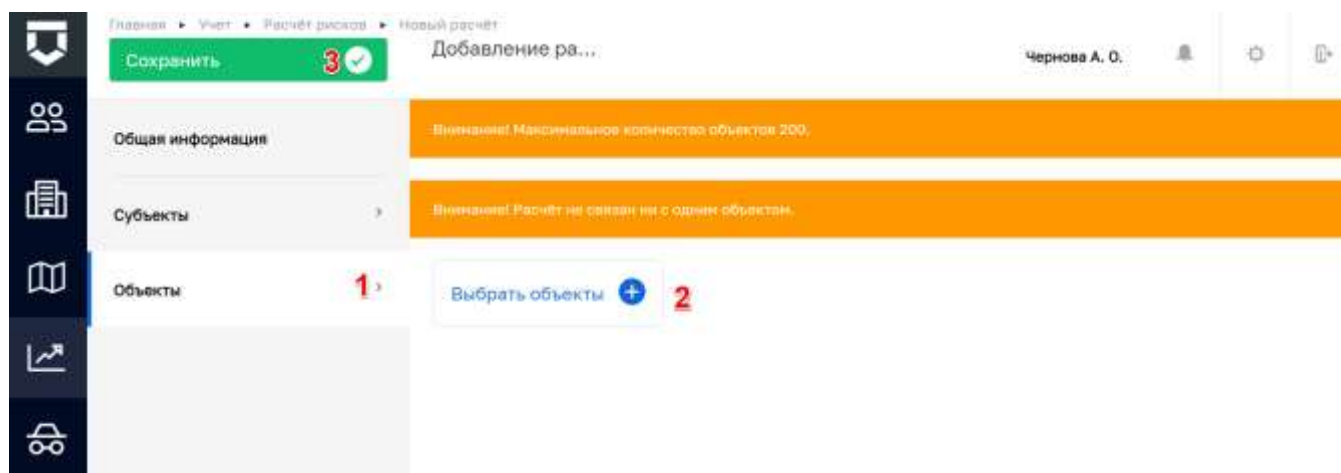 Главная ▸ Учет ▸ Расчёт рисков ▸ Новый расчёт
Сохранить 3
Добавление ра...
Чернова А. О.
Общая информация
Внимание! Максимальное количество объектов 200.
Субъекты
Внимание! Расчёт не связан ни с одним объектом.
Объекты 1
Выбрать объекты 2